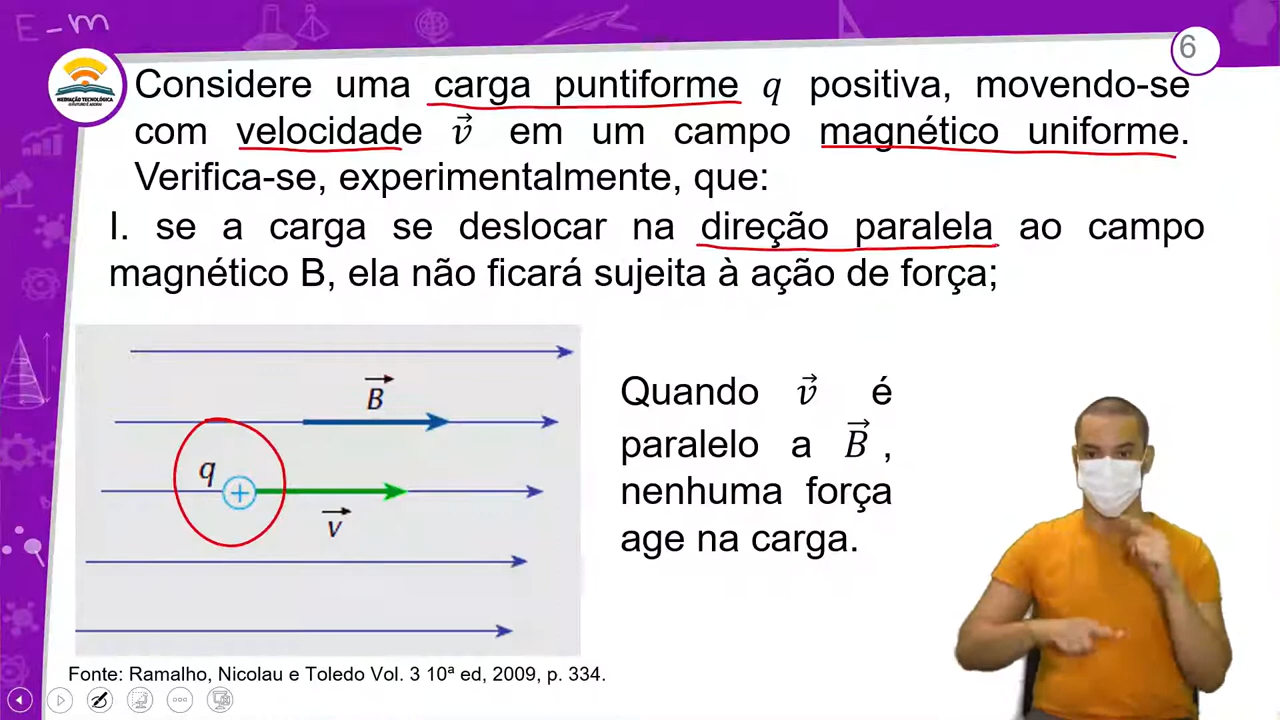 E-m
6
MEDIAÇÃO TECNOLÓGICA
Considere uma carga puntiforme q positiva, movendo-se
com velocidade v⃗ em um campo magnético uniforme.
Verifica-se, experimentalmente, que:
I. se a carga se deslocar na direção paralela ao campo
magnético B, ela não ficará sujeita à ação de força;
B⃗
q
+
v⃗
Quando v⃗ é
paralelo a B⃗ ,
nenhuma força
age na carga.
Fonte: Ramalho, Nicolau e Toledo Vol. 3 10ª ed, 2009, p. 334.